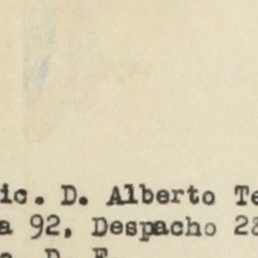 ic. D. Alberto Te
a 92, Despacho 28
a. D. F.